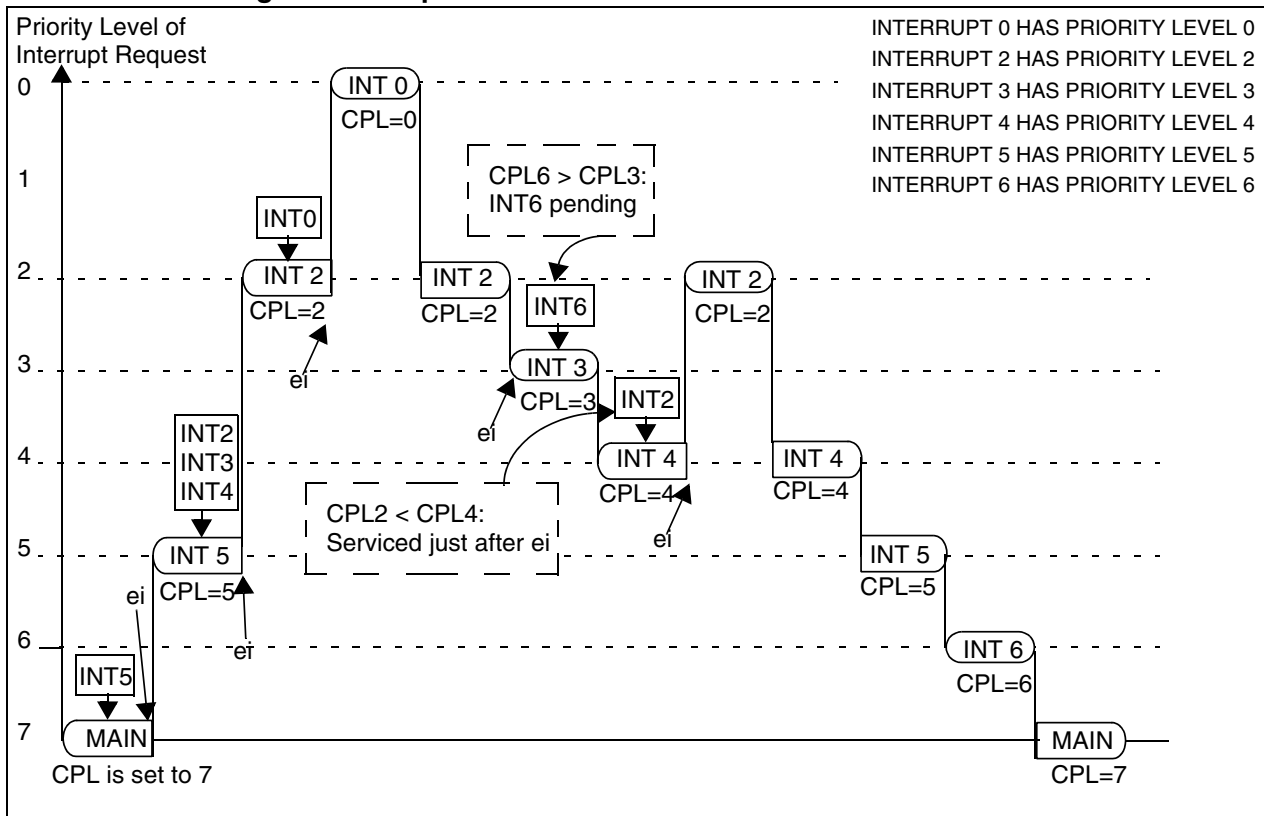 Priority Level of
Interrupt Request
INTERRUPT 0 HAS PRIORITY LEVEL 0
INTERRUPT 2 HAS PRIORITY LEVEL 2
INTERRUPT 3 HAS PRIORITY LEVEL 3
INTERRUPT 4 HAS PRIORITY LEVEL 4
INTERRUPT 5 HAS PRIORITY LEVEL 5
INTERRUPT 6 HAS PRIORITY LEVEL 6
0
INT 0
CPL=0
1
CPL6 > CPL3:
INT6 pending
INT0
2
INT 2
CPL=2
INT 2
CPL=2
INT6
INT 2
CPL=2
ei
3
INT 3
CPL=3
ei
INT2
INT2
INT3
INT4
4
INT 4
CPL=4
ei
INT 4
CPL=4
CPL2 < CPL4:
Serviced just after ei
5
INT 5
CPL=5
ei
ei
INT 5
CPL=5
6
INT 6
CPL=6
INT5
7
MAIN
CPL is set to 7
MAIN
CPL=7